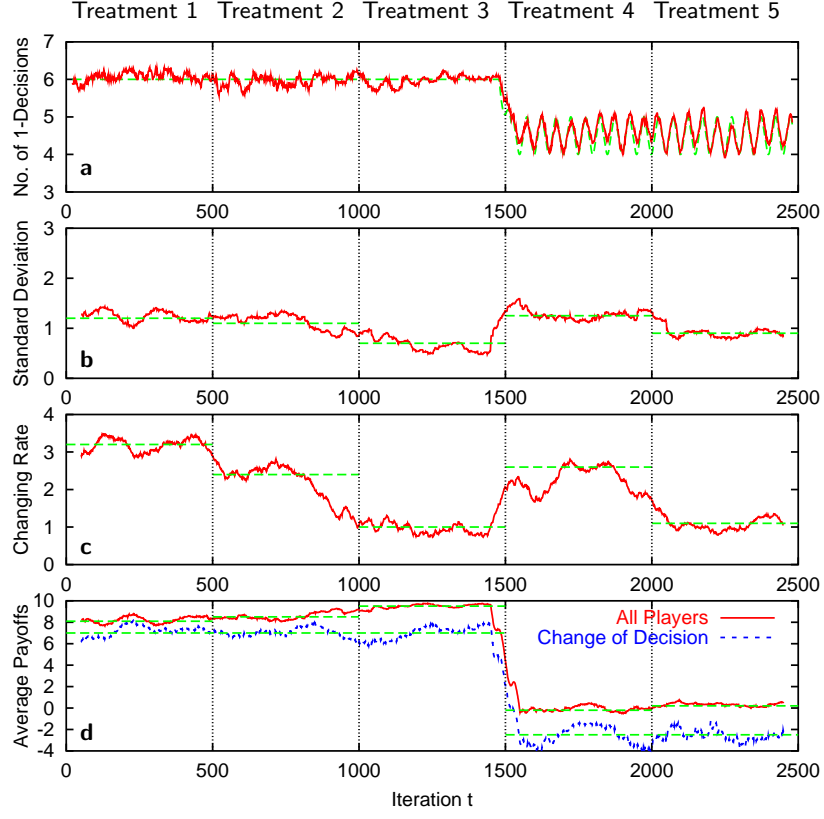 Treatment 1 Treatment 2 Treatment 3 Treatment 4 Treatment 5
No. of 1-Decisions
7
6
5
4
3
a
0 500 1000 1500 2000 2500
Standard Deviation
3
2
1
0
b
0 500 1000 1500 2000 2500
Changing Rate
4
3
2
1
0
c
0 500 1000 1500 2000 2500
Average Payoffs
10
8
6
4
2
0
-2
-4
All Players
Change of Decision
d
0 500 1000 1500 2000 2500
Iteration t